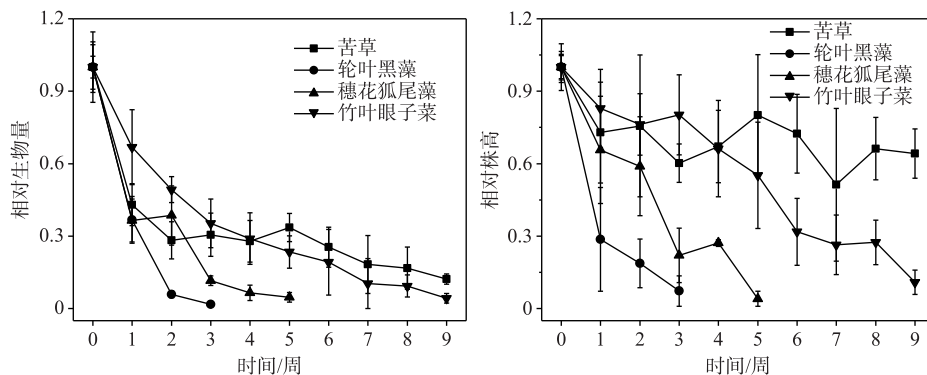 1.2
0.9
0.6
0.3
0
相对生物量
苦草
轮叶黑藻
穗花狐尾藻
竹叶眼子菜
0 1 2 3 4 5 6 7 8 9
时间/周
1.2
0.9
0.6
0.3
0
相对株高
苦草
轮叶黑藻
穗花狐尾藻
竹叶眼子菜
0 1 2 3 4 5 6 7 8 9
时间/周